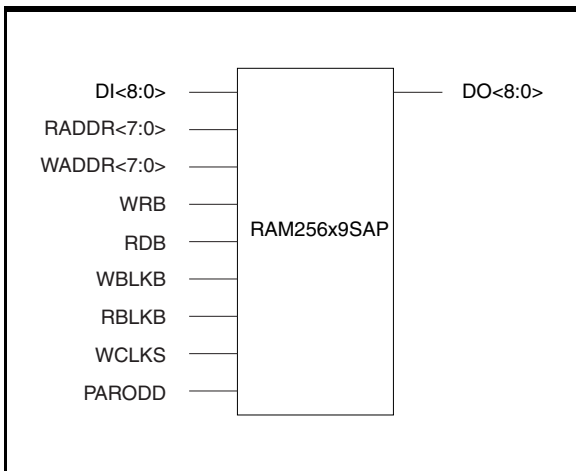 DI<8:0>
DO<8:0>
RADDR<7:0>
WADDR<7:0>
WRB
RAM256x9SAP
RDB
WBLKB
RBLKB
WCLKS
PARODD